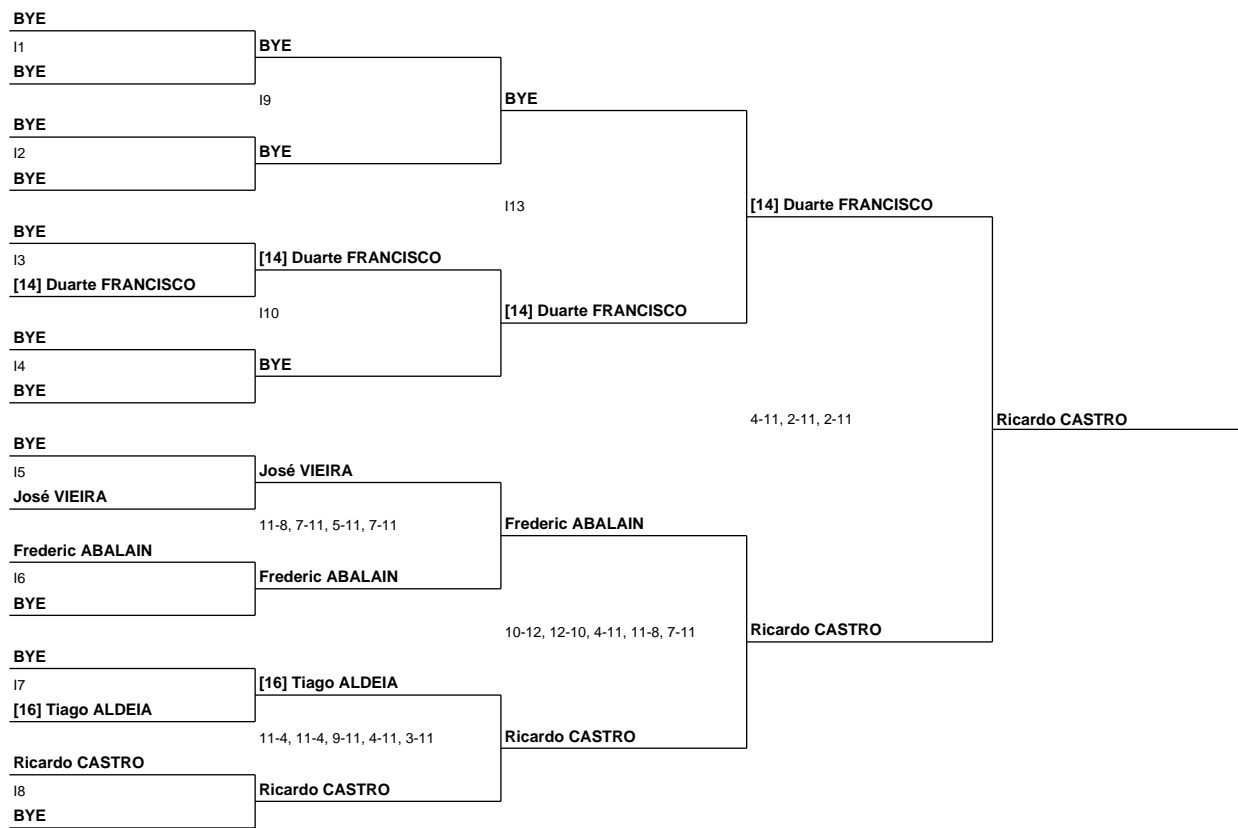 BYE
I1
BYE
BYE
I9
BYE
BYE
I2
BYE
BYE
I13
[14] Duarte FRANCISCO
BYE
I3
[14] Duarte FRANCISCO
[14] Duarte FRANCISCO
I10
[14] Duarte FRANCISCO
BYE
I4
BYE
BYE
4-11, 2-11, 2-11
Ricardo CASTRO
BYE
I5
José VIEIRA
José VIEIRA
11-8, 7-11, 5-11, 7-11
Frederic ABALAIN
Frederic ABALAIN
I6
Frederic ABALAIN
BYE
10-12, 12-10, 4-11, 11-8, 7-11
Ricardo CASTRO
BYE
I7
[16] Tiago ALDEIA
[16] Tiago ALDEIA
11-4, 11-4, 9-11, 4-11, 3-11
Ricardo CASTRO
Ricardo CASTRO
I8
Ricardo CASTRO
BYE